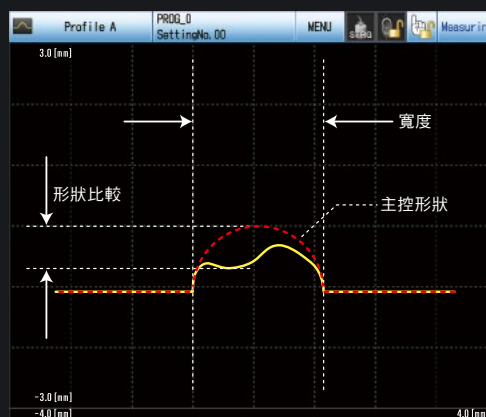 Profile A
PROG_0
SettingNo.00
MENU
STBG
Measurin
3.0[mm]
寬度
形狀比較
主控形狀
-3.0[mm]
-4.0[mm]
4.0[mm]